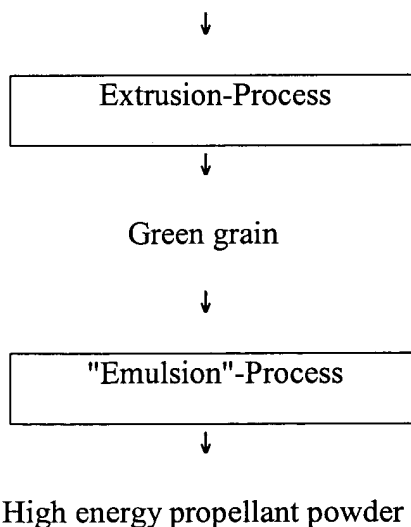 Extrusion-Process
Green grain
"Emulsion"-Process
High energy propellant powder